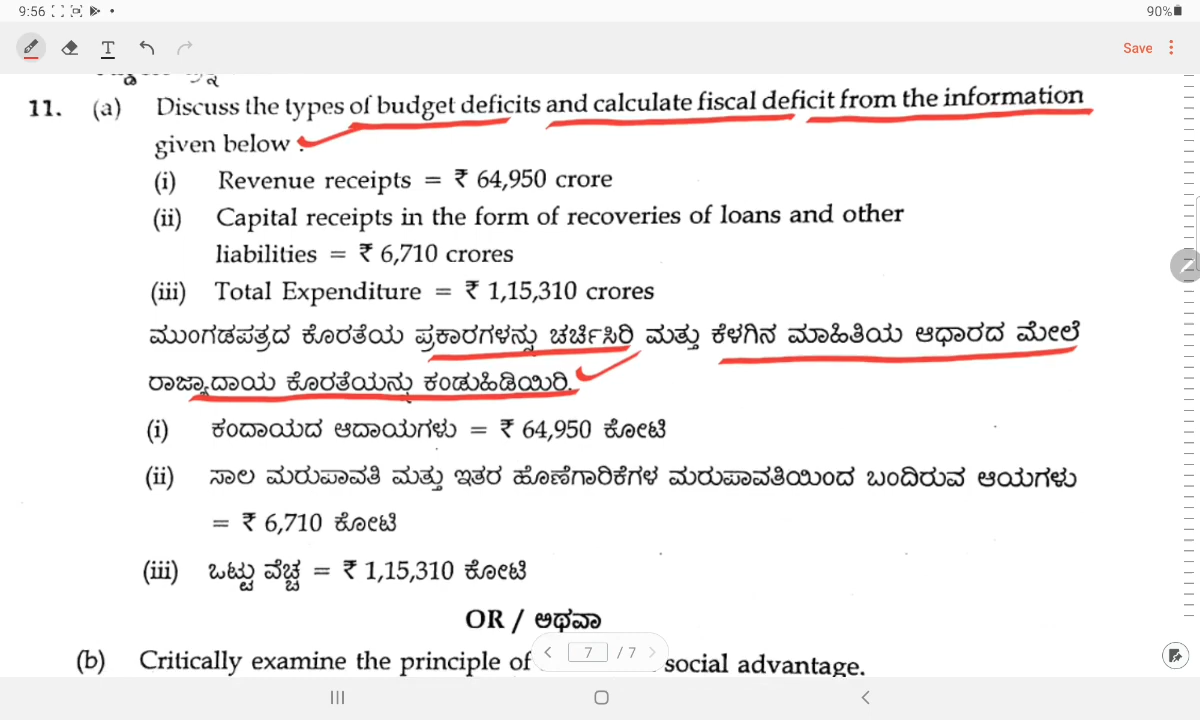 9:56
90%
T
Save
11. (a) Discuss the types of budget deficits and calculate fiscal deficit from the information
given below :
(i) Revenue receipts = ₹ 64,950 crore
(ii) Capital receipts in the form of recoveries of loans and other
liabilities = ₹ 6,710 crores
(iii) Total Expenditure = ₹ 1,15,310 crores
ಮುಂಗಡಪತ್ರದ ಕೊರತೆಯ ಪ್ರಕಾರಗಳನ್ನು ಚರ್ಚಿಸಿರಿ ಮತ್ತು ಕೆಳಗಿನ ಮಾಹಿತಿಯ ಆಧಾರದ ಮೇಲೆ
ರಾಜ್ಯಾದಾಯ ಕೊರತೆಯನ್ನು ಕಂಡುಹಿಡಿಯಿರಿ.
(i) ಕಂದಾಯದ ಆದಾಯಗಳು = ₹ 64,950 ಕೋಟಿ
(ii) ಸಾಲ ಮರುಪಾವತಿ ಮತ್ತು ಇತರ ಹೊಣೆಗಾರಿಕೆಗಳ ಮರುಪಾವತಿಯಿಂದ ಬಂದಿರುವ ಆಯಗಳು
= ₹ 6,710 ಕೋಟಿ
(iii) ಒಟ್ಟು ವೆಚ್ಚ = ₹ 1,15,310 ಕೋಟಿ
OR / ಅಥವಾ
(b) Critically examine the principle of social advantage.
7 / 7